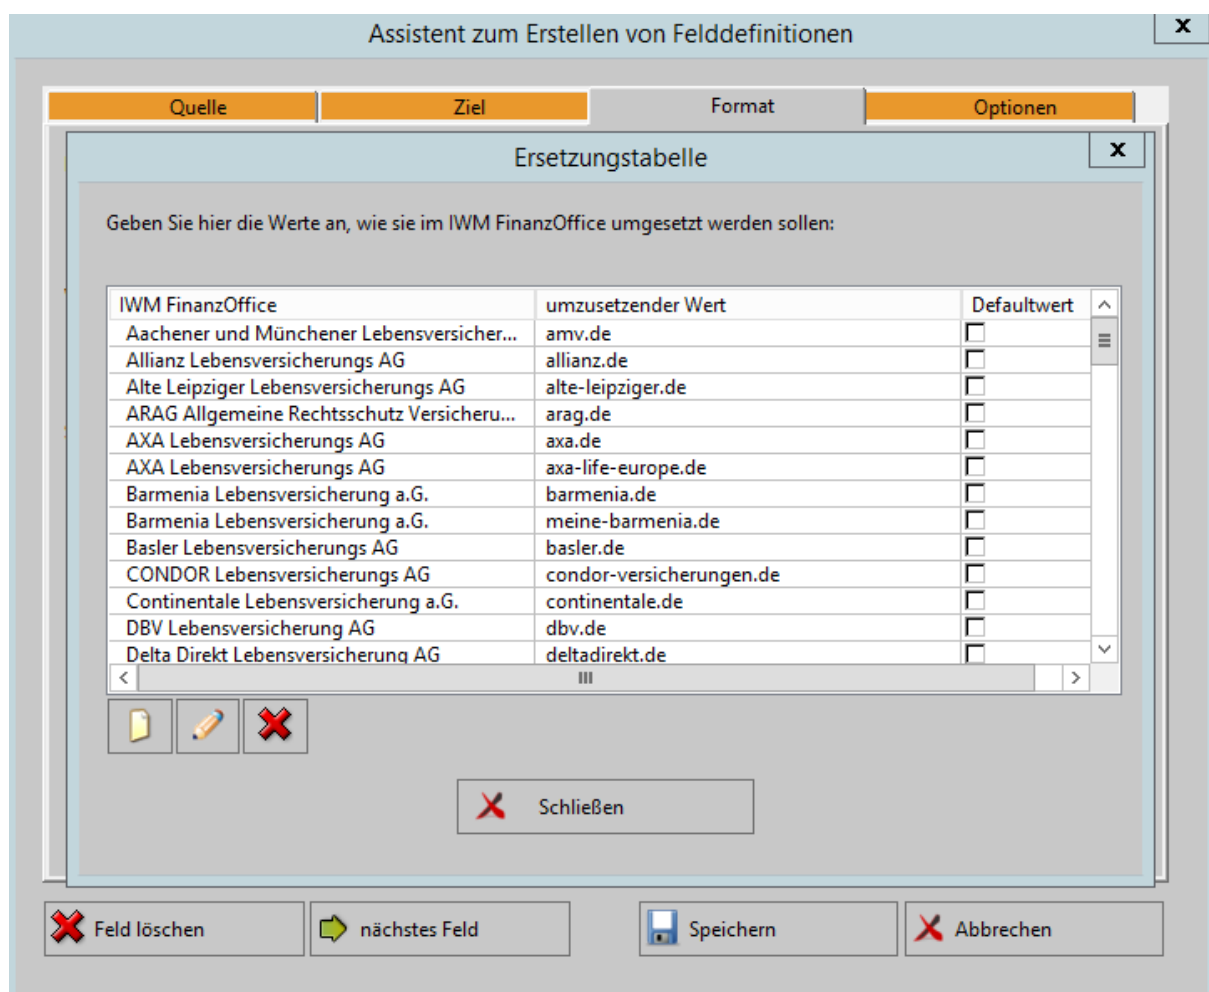 Assistent zum Erstellen von Felddefinitionen x
Quelle Ziel Format Optionen
Ersetzungstabelle x
Geben Sie hier die Werte an, wie sie im IWM FinanzOffice umgesetzt werden sollen:
IWM FinanzOffice umzusetzender Wert Defaultwert
Aachener und Münchener Lebensversicher... amv.de
Allianz Lebensversicherungs AG allianz.de
Alte Leipziger Lebensversicherungs AG alte-leipziger.de
ARAG Allgemeine Rechtsschutz Versicheru... arag.de
AXA Lebensversicherungs AG axa.de
AXA Lebensversicherungs AG axa-life-europe.de
Barmenia Lebensversicherung a.G. barmenia.de
Barmenia Lebensversicherung a.G. meine-barmenia.de
Basler Lebensversicherungs AG basler.de
CONDOR Lebensversicherungs AG condor-versicherungen.de
Continentale Lebensversicherung a.G. continentale.de
DBV Lebensversicherung AG dbv.de
Delta Direkt Lebensversicherung AG deltadirekt.de
Schließen
Feld löschen nächstes Feld Speichern Abbrechen